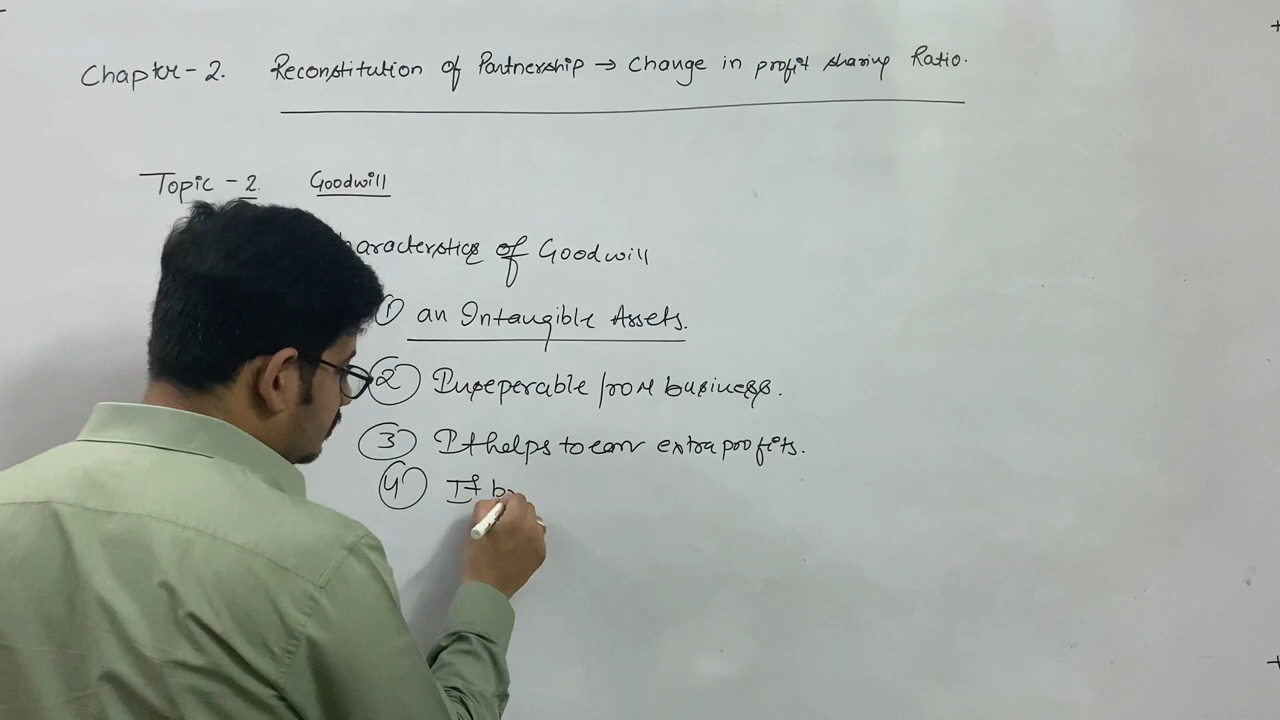 Chapter-2. Reconstitution of Partnership → Change in profit sharing Ratio.
Topic - 2. Goodwill
haracterstics of Goodwill
① an Intangible Assets.
② Inseperable from business.
③ It helps to earn extra profits.
④ It b